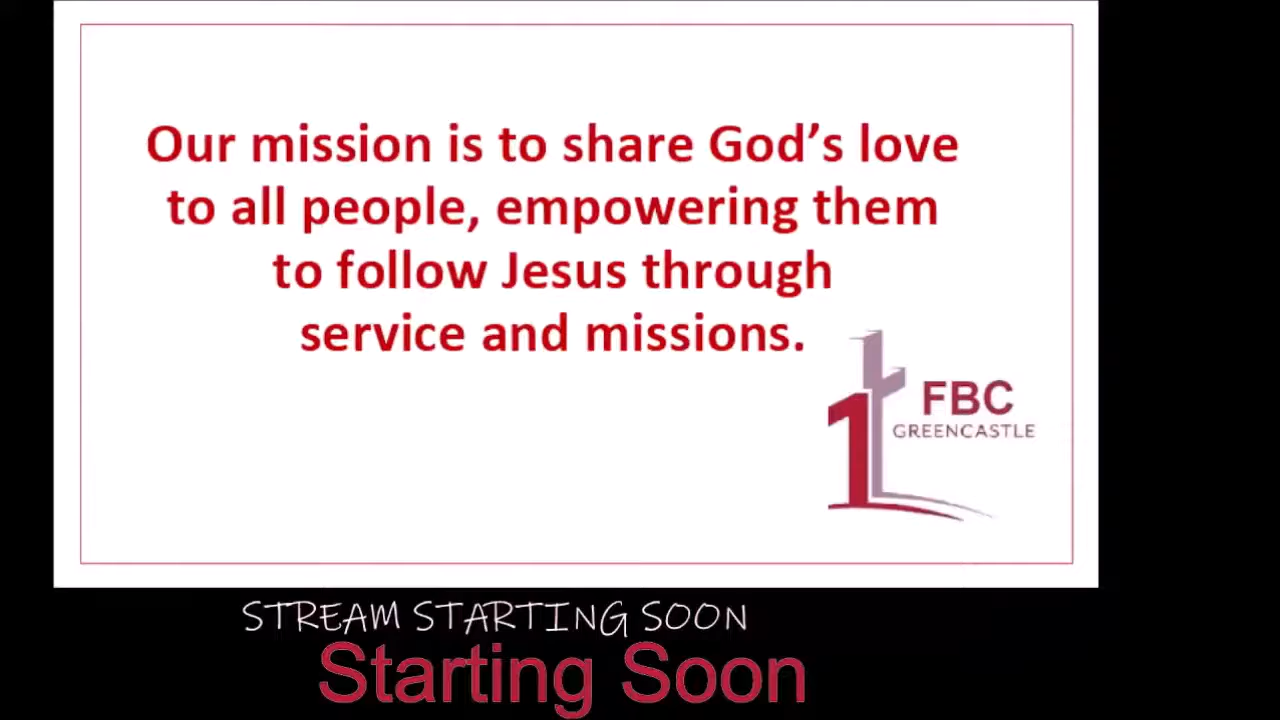 Our mission is to share God’s love
to all people, empowering them
to follow Jesus through
service and missions.
1
FBC
GREENCASTLE
STREAM STARTING SOON
Starting Soon